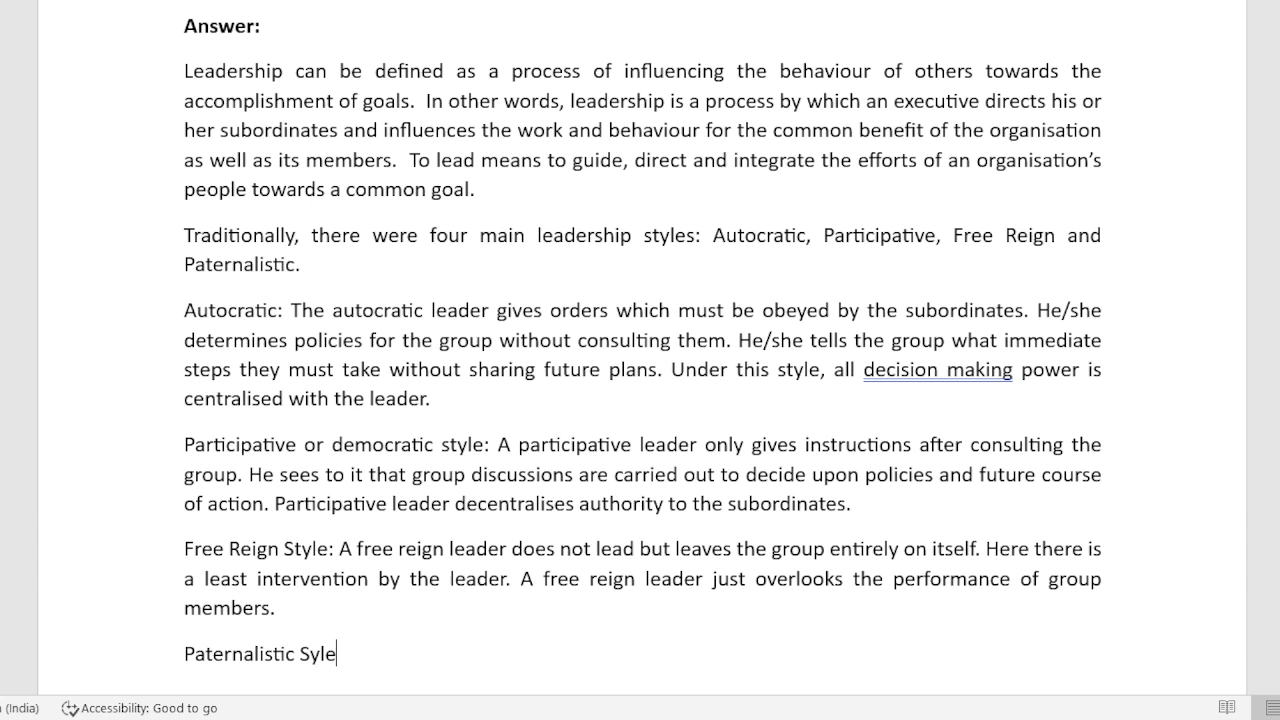 Answer:
Leadership can be defined as a process of influencing the behaviour of others towards the
accomplishment of goals.  In other words, leadership is a process by which an executive directs his or
her subordinates and influences the work and behaviour for the common benefit of the organisation
as well as its members.  To lead means to guide, direct and integrate the efforts of an organisation’s
people towards a common goal.
Traditionally, there were four main leadership styles: Autocratic, Participative, Free Reign and
Paternalistic.
Autocratic: The autocratic leader gives orders which must be obeyed by the subordinates. He/she
determines policies for the group without consulting them. He/she tells the group what immediate
steps they must take without sharing future plans. Under this style, all decision making power is
centralised with the leader.
Participative or democratic style: A participative leader only gives instructions after consulting the
group. He sees to it that group discussions are carried out to decide upon policies and future course
of action. Participative leader decentralises authority to the subordinates.
Free Reign Style: A free reign leader does not lead but leaves the group entirely on itself. Here there is
a least intervention by the leader. A free reign leader just overlooks the performance of group
members.
Paternalistic Syle
(India) Accessibility: Good to go